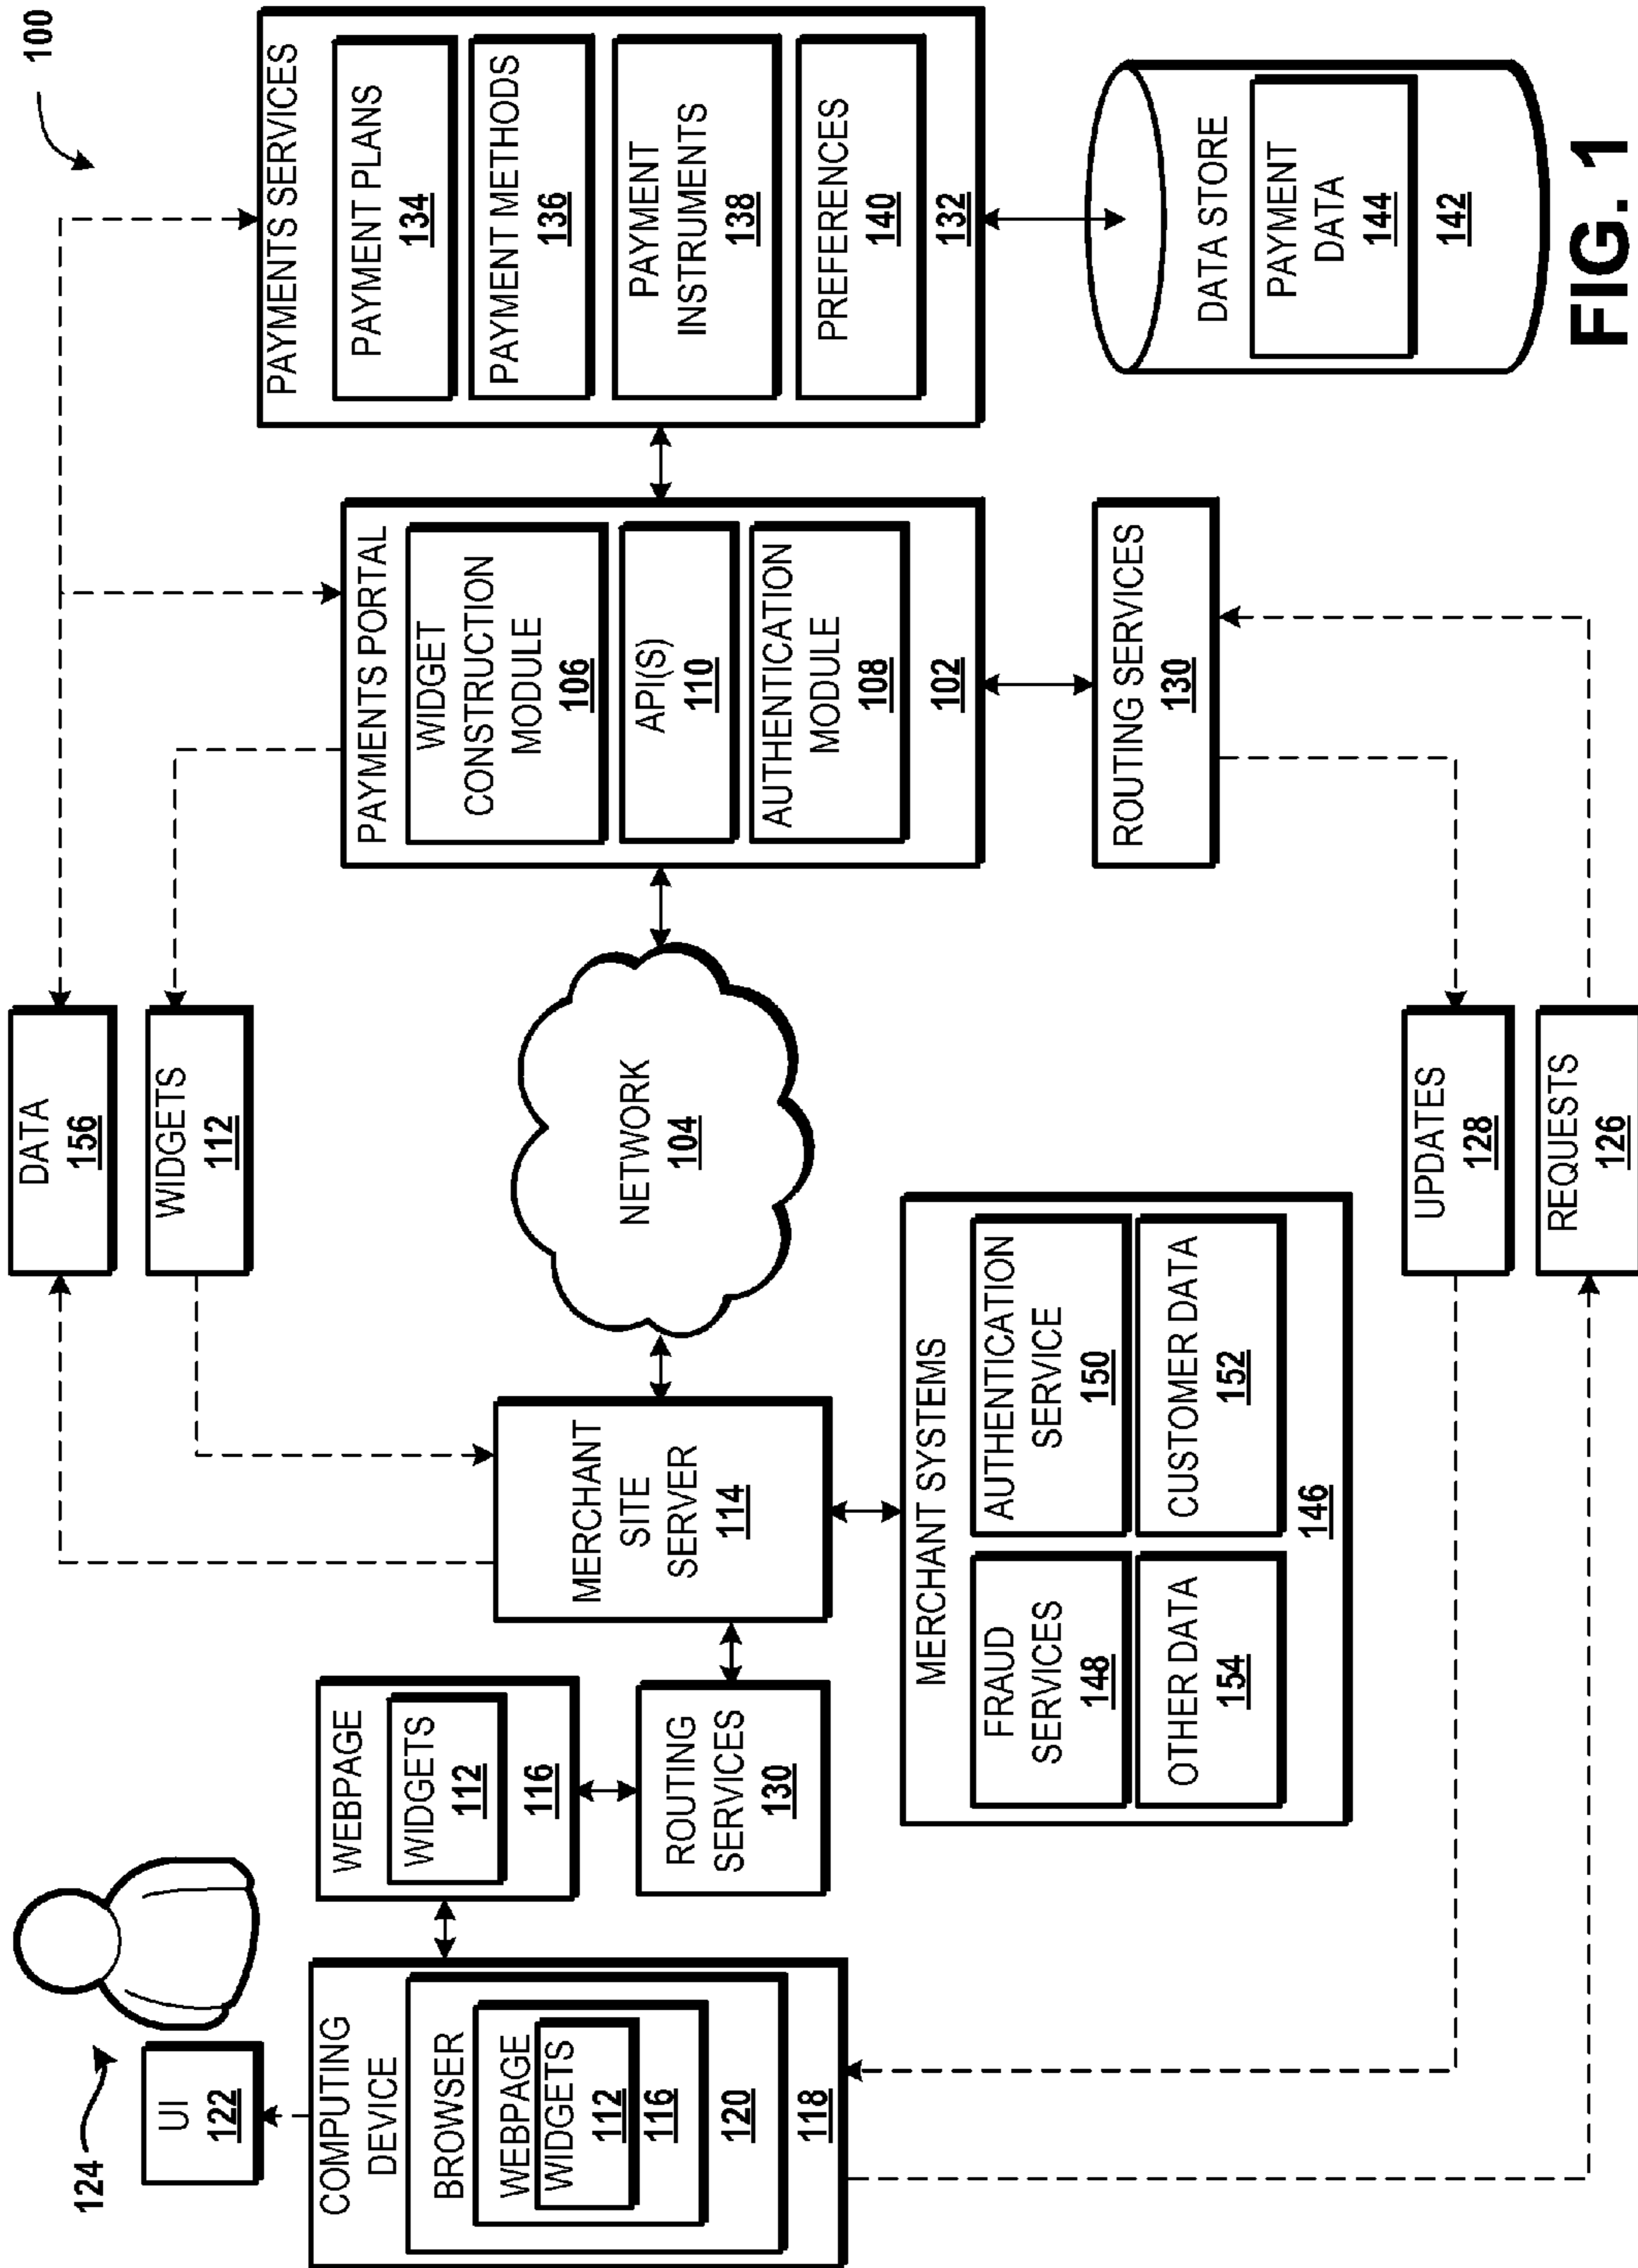 100
124
UI
122
COMPUTING
DEVICE
BROWSER
WEBPAGE
WIDGETS
112
116
120
118
WEBPAGE
WIDGETS
112
116
ROUTING
SERVICES
130
MERCHANT
SITE
SERVER
114
MERCHANT SYSTEMS
FRAUD
SERVICES
148
AUTHENTICATION
SERVICE
150
OTHER DATA
154
CUSTOMER DATA
152
146
DATA
156
WIDGETS
112
NETWORK
104
UPDATES
128
REQUESTS
126
PAYMENTS PORTAL
WIDGET
CONSTRUCTION
MODULE
106
API(S)
110
AUTHENTICATION
MODULE
108
102
ROUTING SERVICES
130
PAYMENTS SERVICES
PAYMENT PLANS
134
PAYMENT METHODS
136
PAYMENT
INSTRUMENTS
138
PREFERENCES
140
132
DATA STORE
PAYMENT
DATA
144
142
FIG. 1